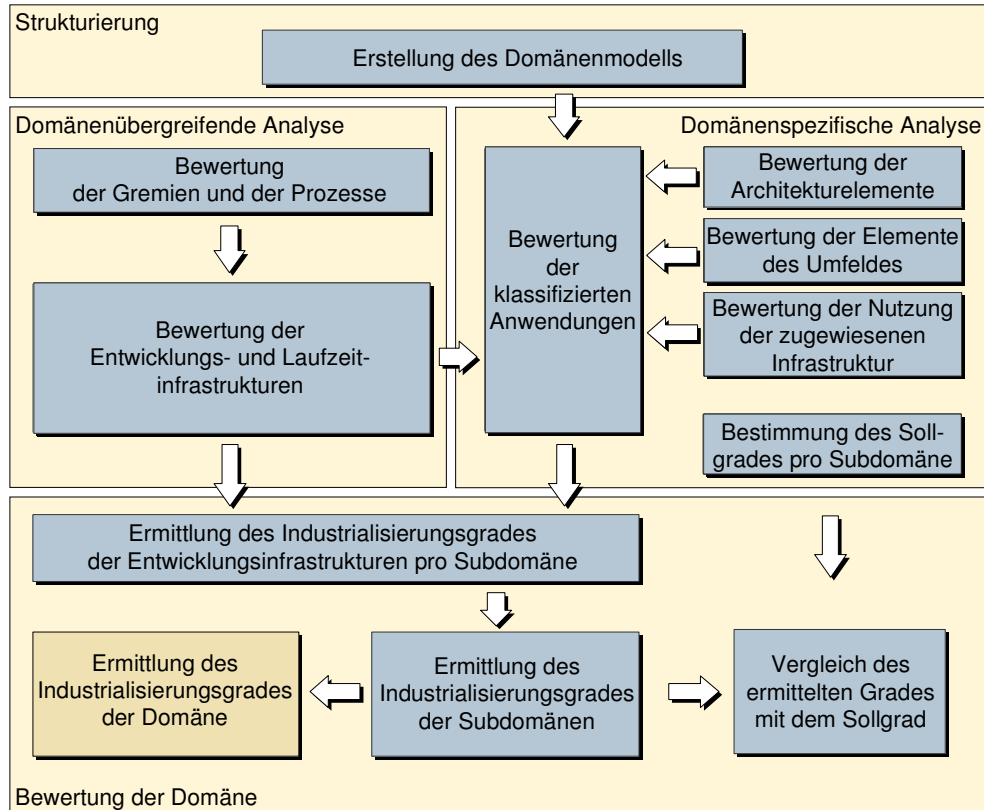 Strukturierung
Erstellung des Domänenmodells
Domänenübergreifende Analyse
Bewertung
der Gremien und der Prozesse
Bewertung der
Entwicklungs- und Laufzeit-
infrastrukturen
Domänenspezifische Analyse
Bewertung
der
klassifizierten
Anwendungen
Bewertung der
Architekturelemente
Bewertung der Elemente
des Umfeldes
Bewertung der Nutzung
der zugewiesenen
Infrastruktur
Bestimmung des Soll-
grades pro Subdomäne
Ermittlung des Industrialisierungsgrades
der Entwicklungsinfrastrukturen pro Subdomäne
Ermittlung des
Industrialisierungsgrades
der Domäne
Ermittlung des
Industrialisierungsgrades
der Subdomänen
Vergleich des
ermittelten Grades
mit dem Sollgrad
Bewertung der Domäne